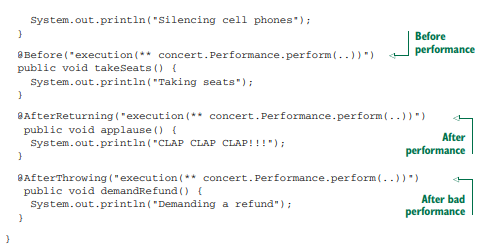 System.out.println("Silencing cell phones");
}
@Before("execution(** concert.Performance.perform(..))")
Before
performance
public void takeSeats() {
System.out.println("Taking seats");
}
@AfterReturning("execution(** concert.Performance.perform(..))")
After
performance
public void applause() {
System.out.println("CLAP CLAP CLAP!!!");
}
@AfterThrowing("execution(** concert.Performance.perform(..))")
After bad
performance
public void demandRefund() {
System.out.println("Demanding a refund");
}
}